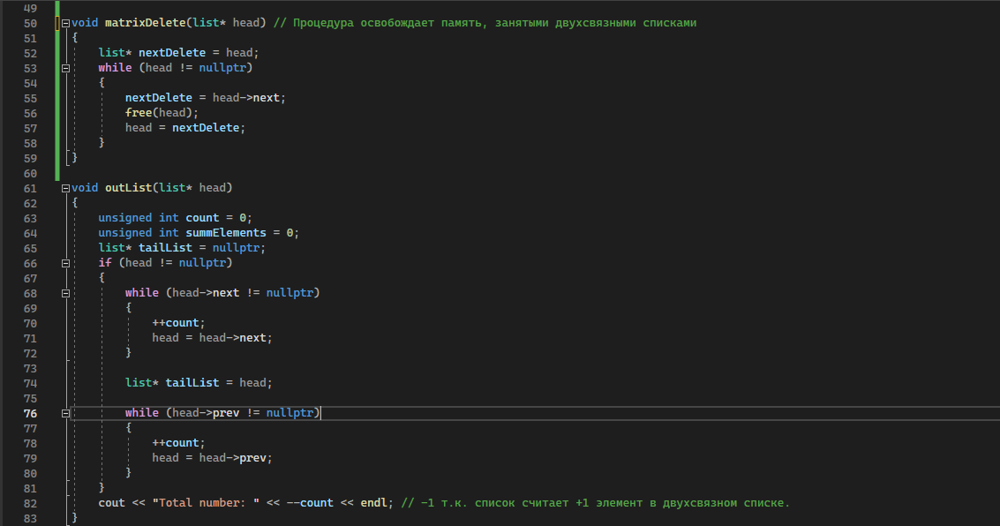 49
50 void matrixDelete(list* head) // Процедура освобождает память, занятыми двухсвязными списками
51 {
52 list* nextDelete = head;
53 while (head != nullptr)
54 {
55 nextDelete = head->next;
56 free(head);
57 head = nextDelete;
58 }
59 }
60
61 void outList(list* head)
62 {
63 unsigned int count = 0;
64 unsigned int summElements = 0;
65 list* tailList = nullptr;
66 if (head != nullptr)
67 {
68 while (head->next != nullptr)
69 {
70 ++count;
71 head = head->next;
72 }
73
74 list* tailList = head;
75
76 while (head->prev != nullptr)
77 {
78 ++count;
79 head = head->prev;
80 }
81 }
82 cout << "Total number: " << --count << endl; // -1 т.к. список считает +1 элемент в двухсвязном списке.
83 }